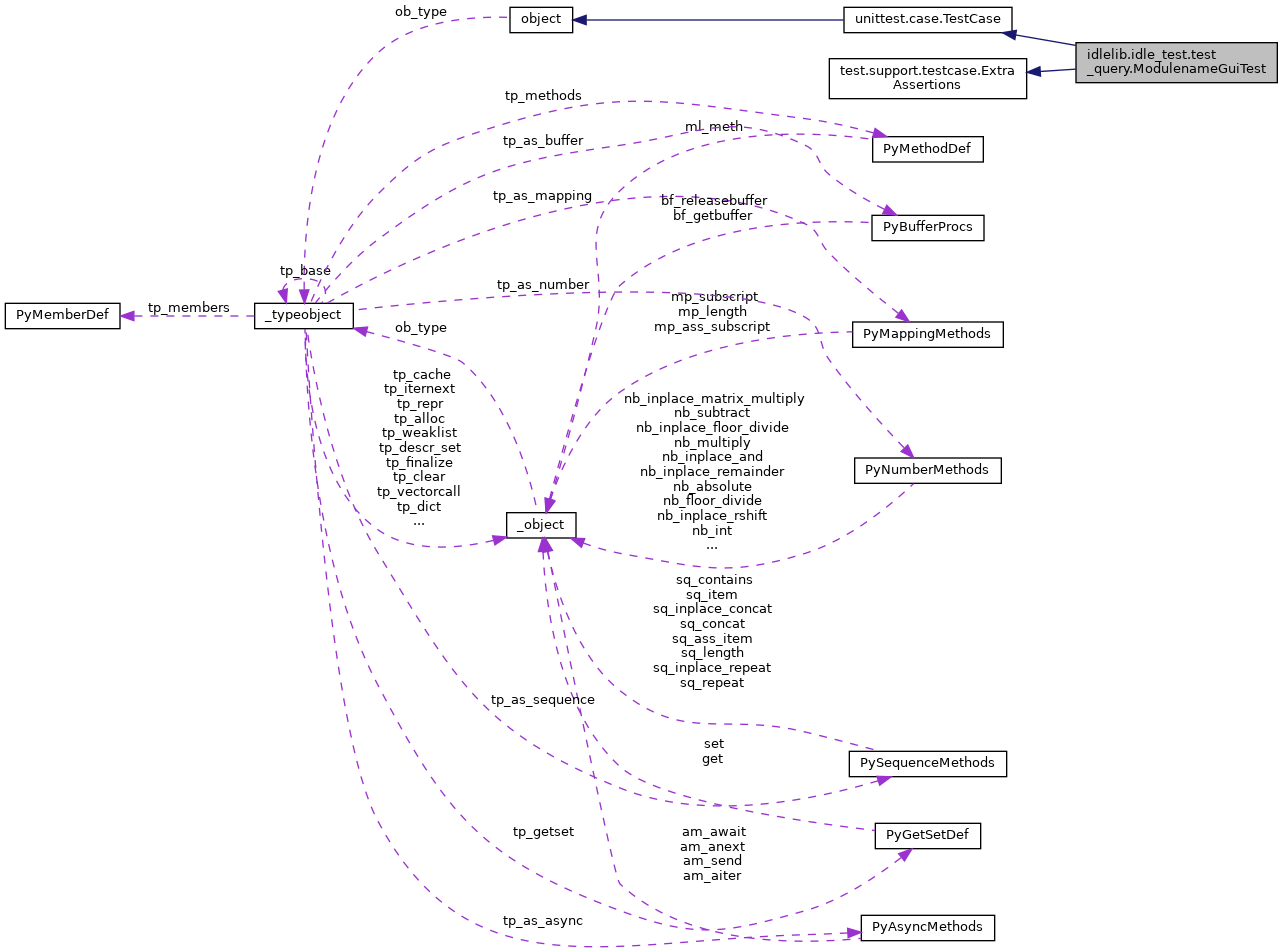 ob_type
object
unittest.case.TestCase
idlelib.idle_test.test
_query.ModulenameGuiTest
test.support.testcase.Extra
Assertions
tp_methods
ml_meth
tp_as_buffer
PyMethodDef
tp_as_mapping
bf_releasebuffer
bf_getbuffer
PyBufferProcs
tp_base
tp_as_number
mp_subscript
mp_length
mp_ass_subscript
PyMemberDef
tp_members
_typeobject
ob_type
PyMappingMethods
tp_cache
tp_iternext
tp_repr
tp_alloc
tp_weaklist
tp_descr_set
tp_finalize
tp_clear
tp_vectorcall
tp_dict
...
nb_inplace_matrix_multiply
nb_subtract
nb_inplace_floor_divide
nb_multiply
nb_inplace_and
nb_inplace_remainder
nb_absolute
nb_floor_divide
nb_inplace_rshift
nb_int
...
PyNumberMethods
_object
sq_contains
sq_item
sq_inplace_concat
sq_concat
sq_ass_item
sq_length
sq_inplace_repeat
sq_repeat
tp_as_sequence
set
get
PySequenceMethods
tp_getset
am_await
am_anext
am_send
am_aiter
PyGetSetDef
tp_as_async
PyAsyncMethods